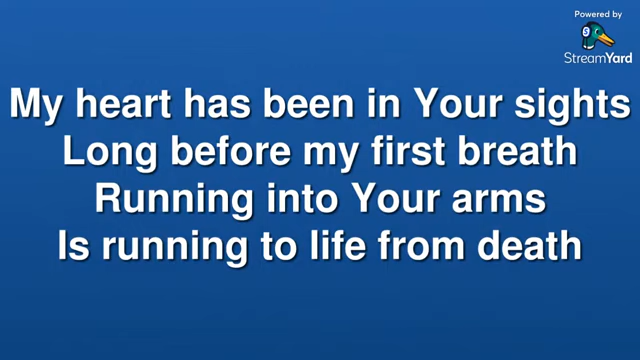 Powered by
StreamYard
My heart has been in Your sights
Long before my first breath
Running into Your arms
Is running to life from death